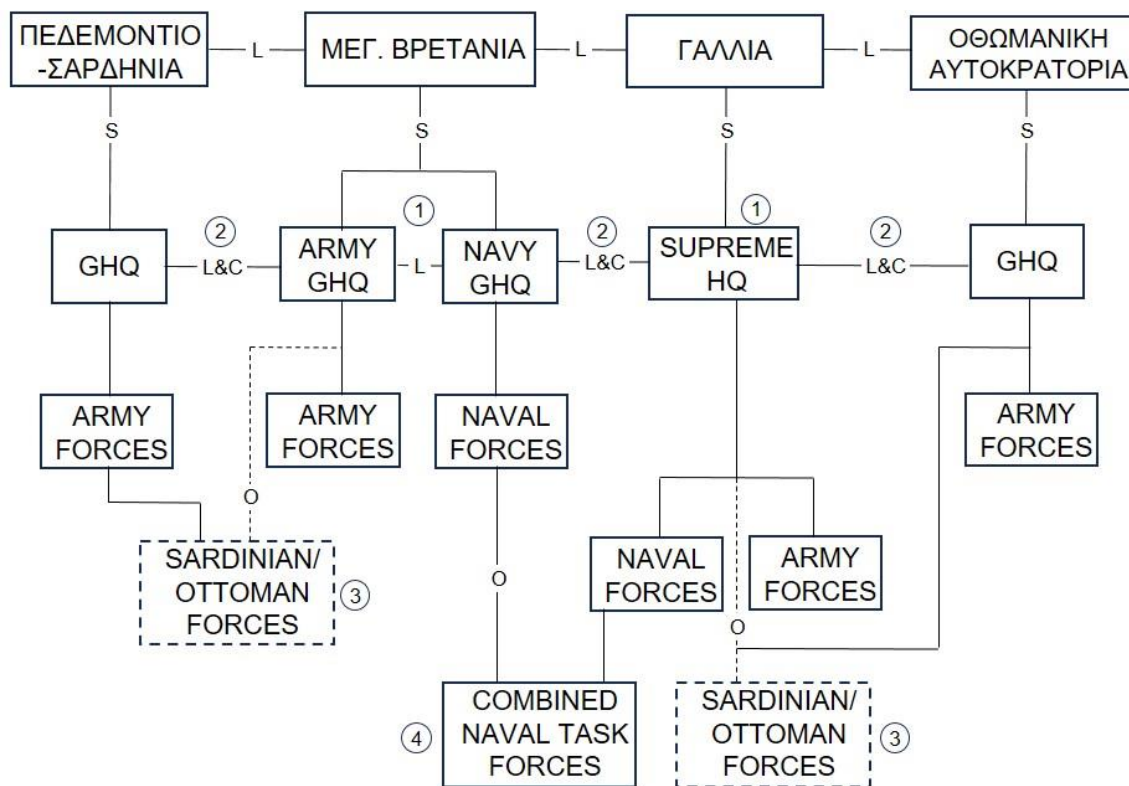 ΠΕΔΕΜΟΝΤΙΟ
-ΣΑΡΔΗΝΙΑ
L
ΜΕΓ. ΒΡΕΤΑΝΙΑ
L
ΓΑΛΛΙΑ
L
ΟΘΩΜΑΝΙΚΗ
ΑΥΤΟΚΡΑΤΟΡΙΑ
S
S
S
S
1
1
2
2
2
GHQ
L&C
ARMY
GHQ
L
NAVY
GHQ
L&C
SUPREME
HQ
L&C
GHQ
ARMY
FORCES
ARMY
FORCES
NAVAL
FORCES
ARMY
FORCES
O
SARDINIAN/
OTTOMAN
FORCES
3
O
NAVAL
FORCES
ARMY
FORCES
O
4
COMBINED
NAVAL TASK
FORCES
SARDINIAN/
OTTOMAN
FORCES
3